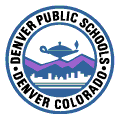 DENVER PUBLIC SCHOOLS
• DENVER COLORADO •